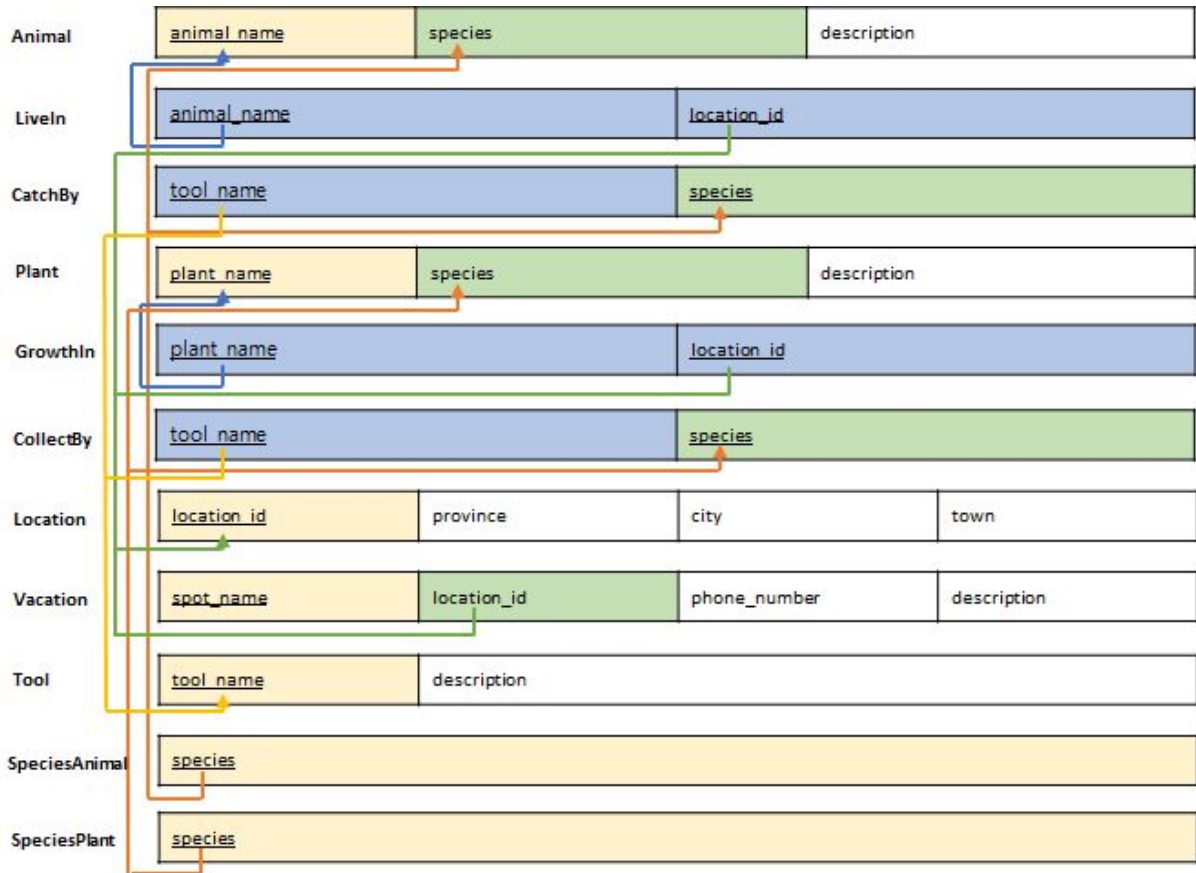 Animal animal_name species description
LiveIn animal_name location_id
CatchBy tool_name species
Plant plant_name species description
GrowthIn plant_name location_id
CollectBy tool_name species
Location location_id province city town
Vacation spot_name location_id phone_number description
Tool tool_name description
SpeciesAnimal species
SpeciesPlant species